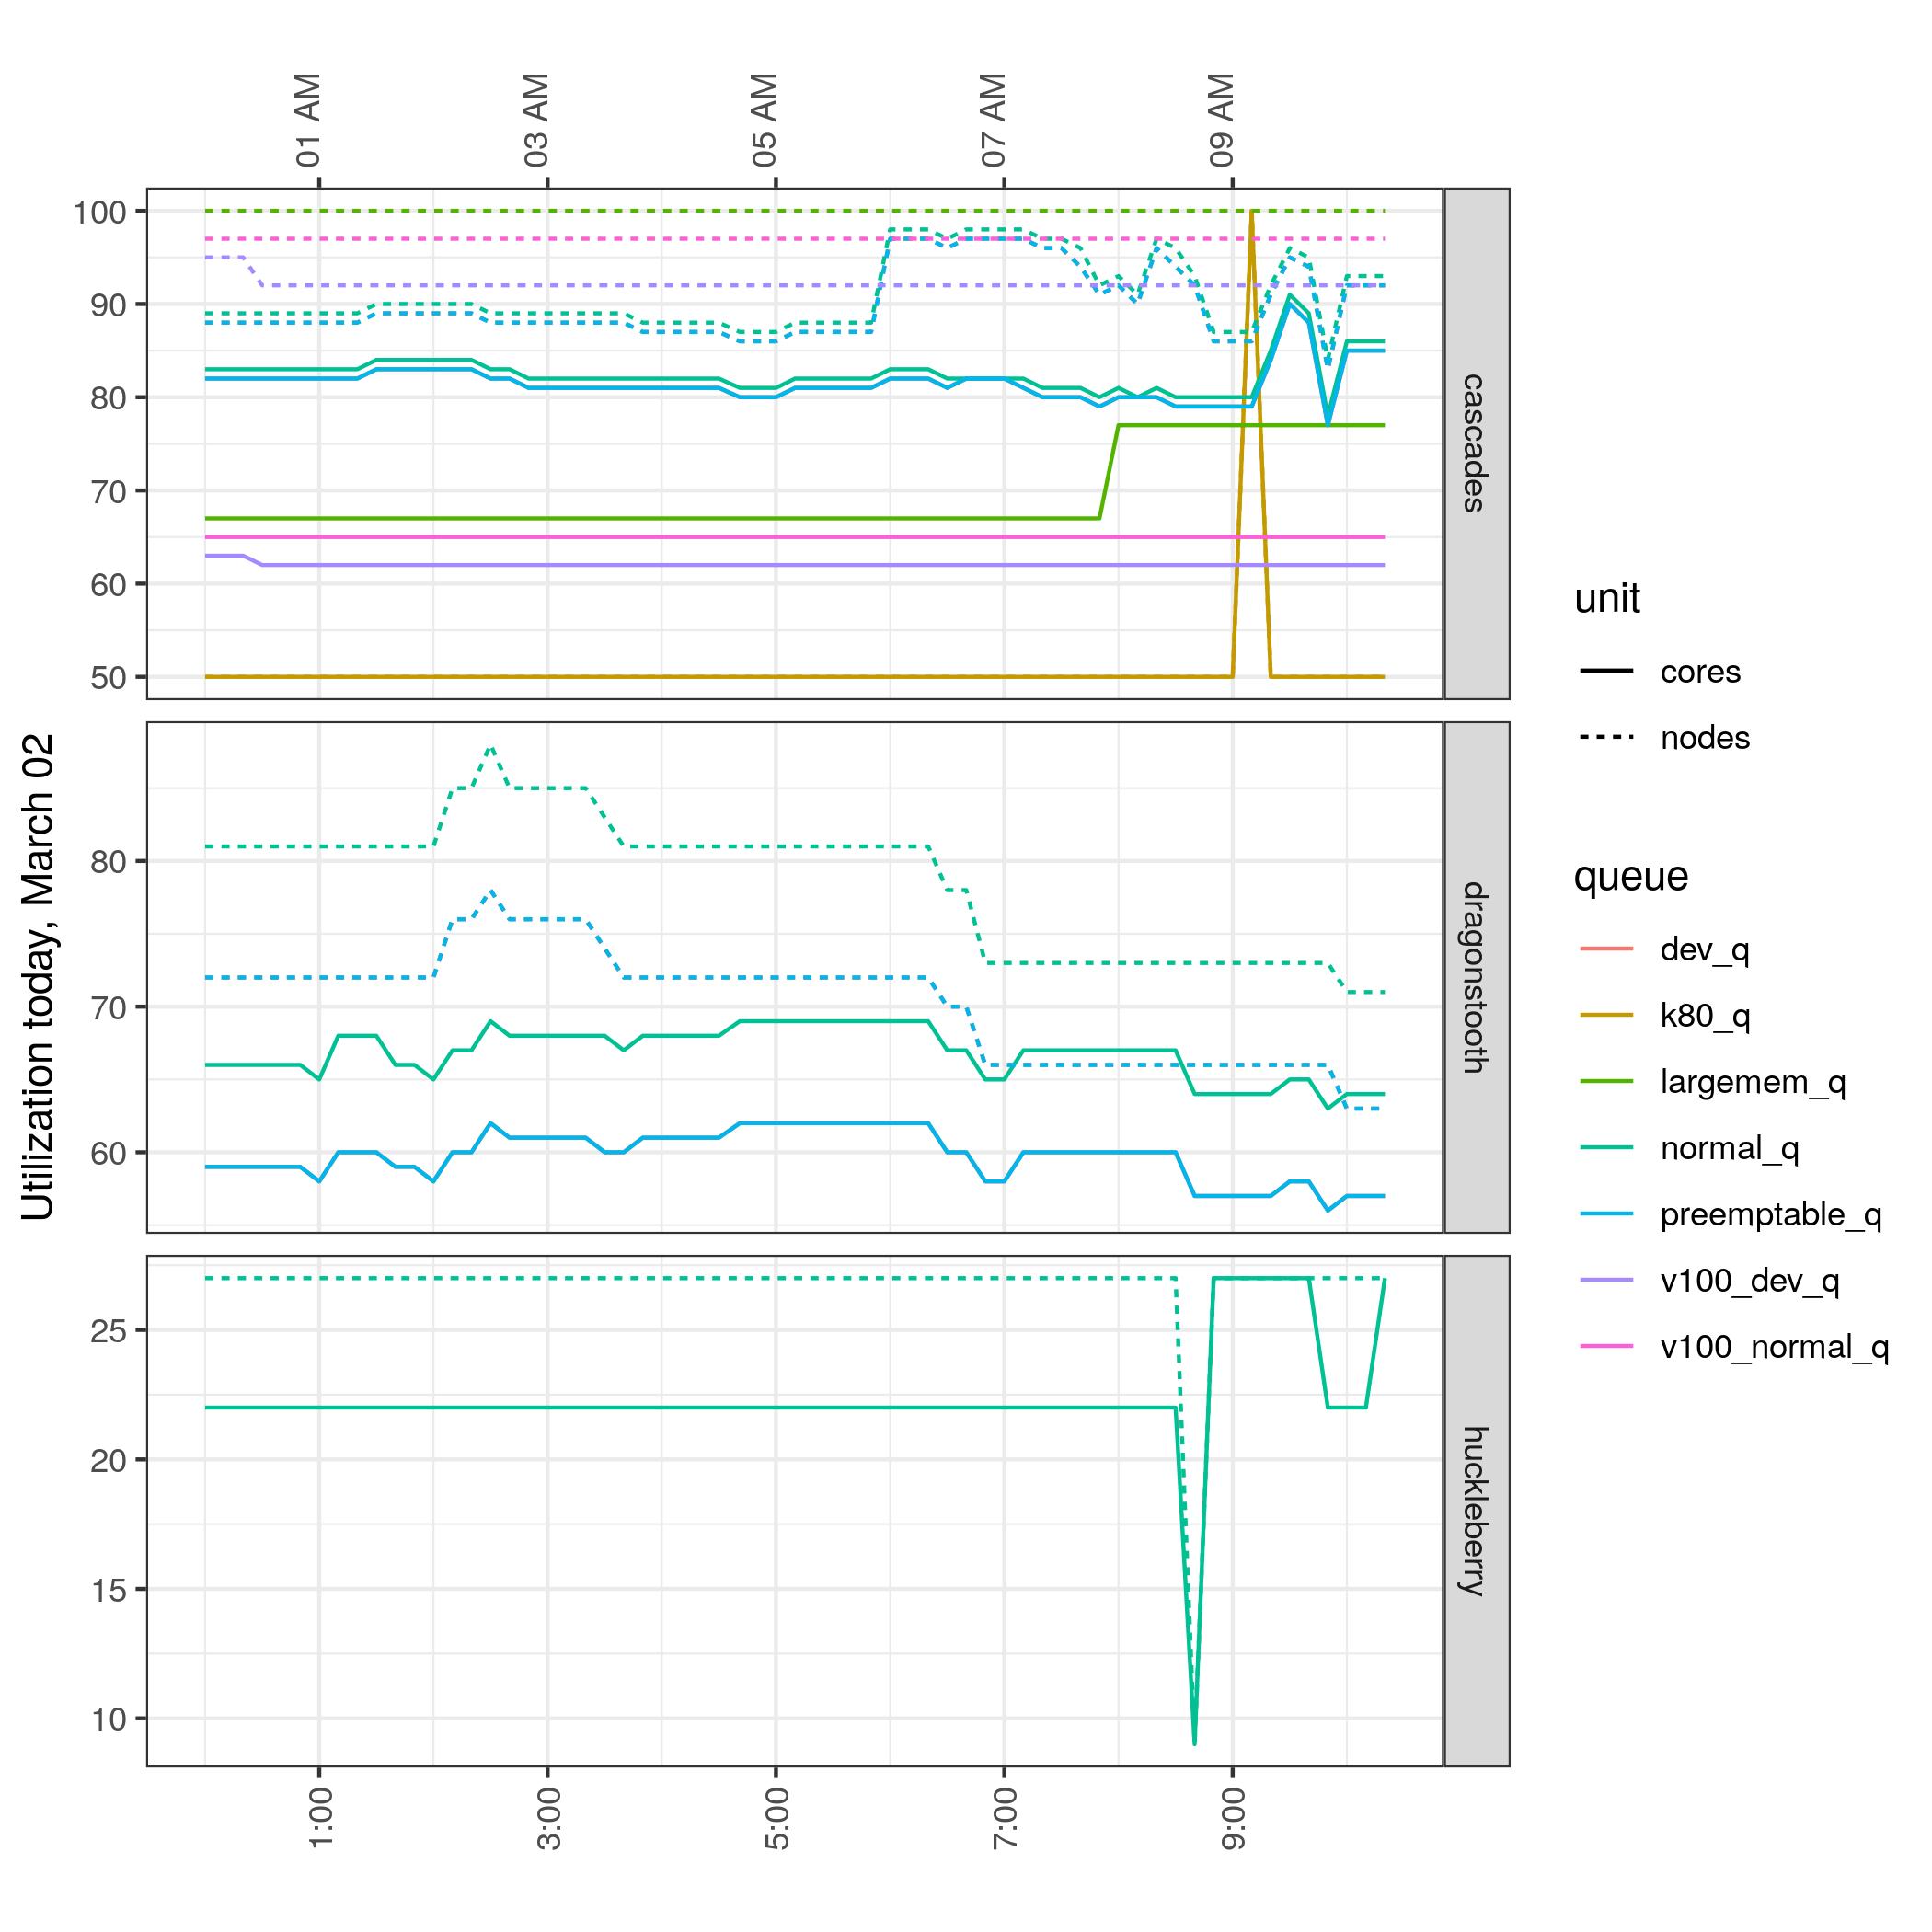 01 AM
03 AM
05 AM
07 AM
09 AM
100
90
80
70
60
50
cascades
80
70
60
dragonstooth
25
20
15
10
huckleberry
1:00
3:00
5:00
7:00
9:00
Utilization today, March 02
unit
cores
nodes
queue
dev_q
k80_q
largemem_q
normal_q
preemptable_q
v100_dev_q
v100_normal_q